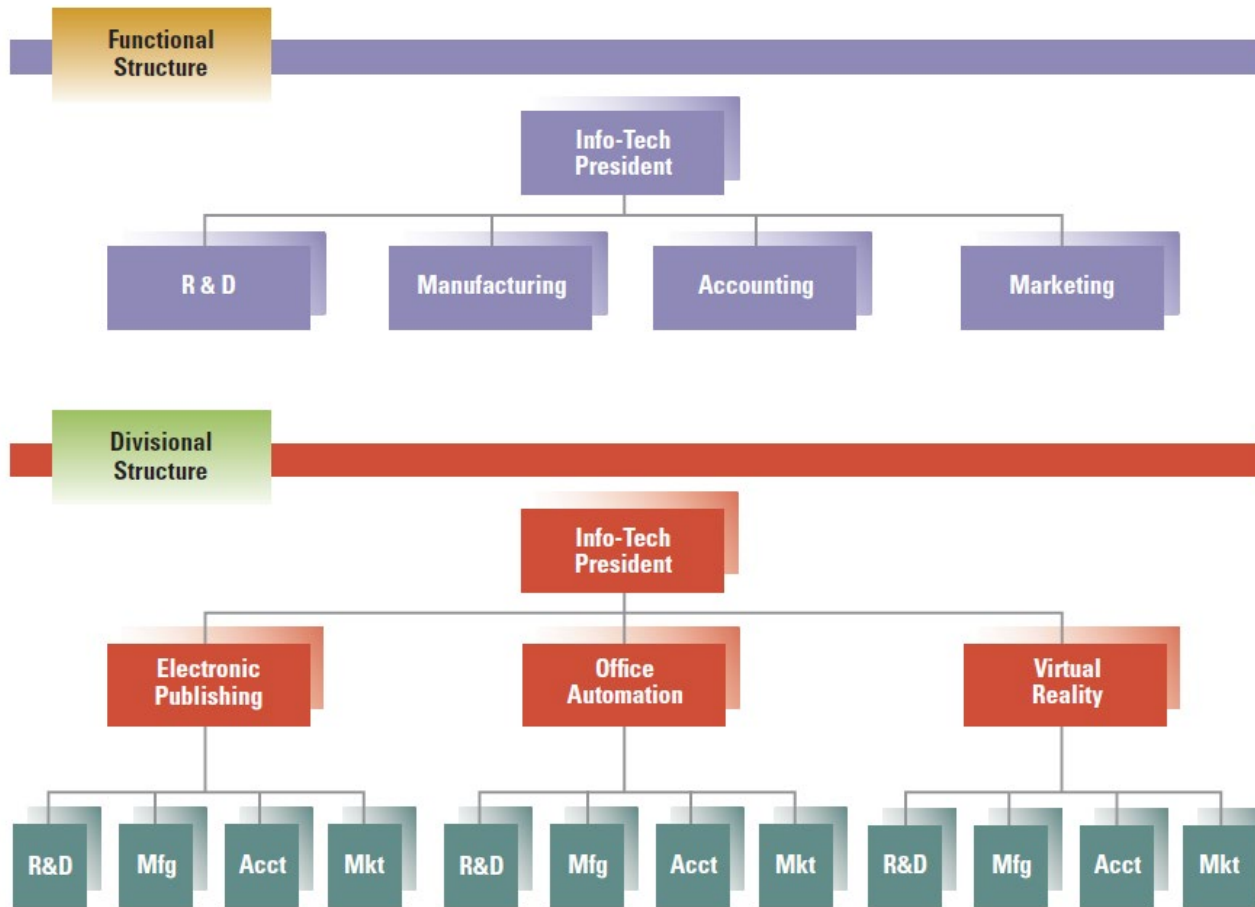 Functional
Structure
Info-Tech
President
R & D
Manufacturing
Accounting
Marketing
Divisional
Structure
Info-Tech
President
Electronic
Publishing
Office
Automation
Virtual
Reality
R&D
Mfg
Acct
Mkt
R&D
Mfg
Acct
Mkt
R&D
Mfg
Acct
Mkt